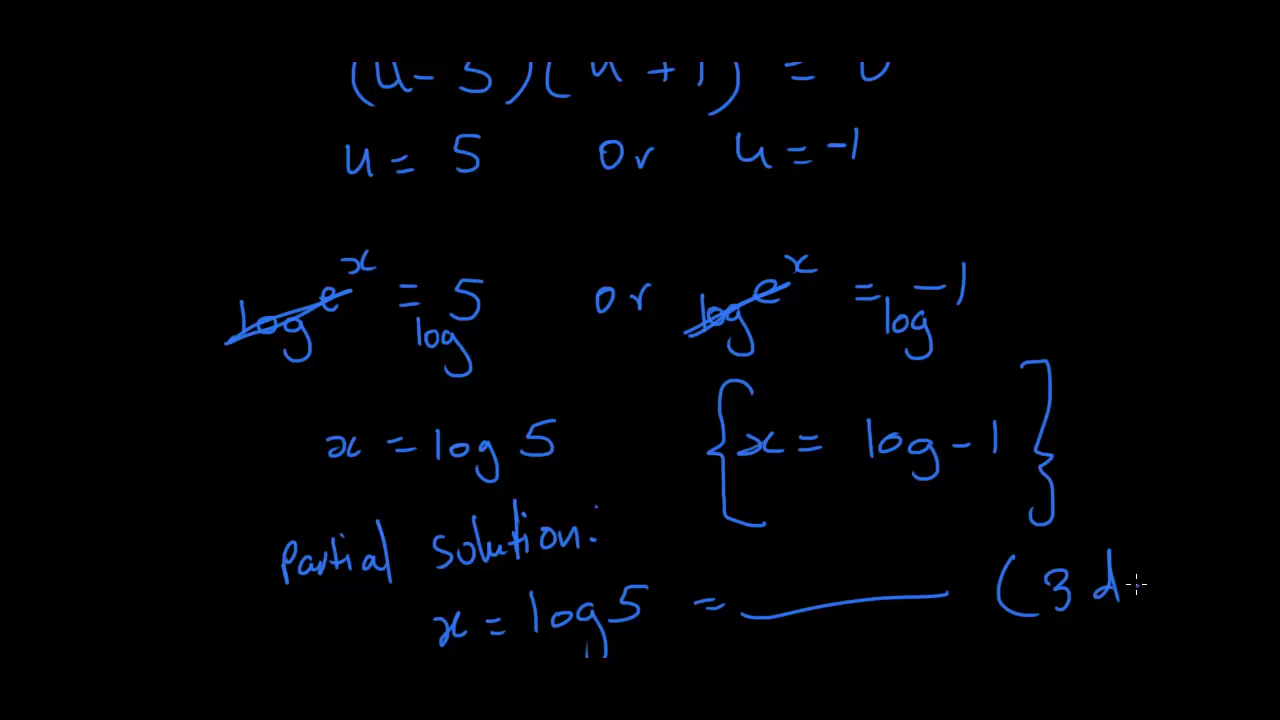 (u - 5)(u + 1) = 0
u = 5 or u = -1
log e^x = log 5 or log e^x = log -1
x = log 5 {x = log -1}
Partial solution:
x = log 5 = ______ (3 d